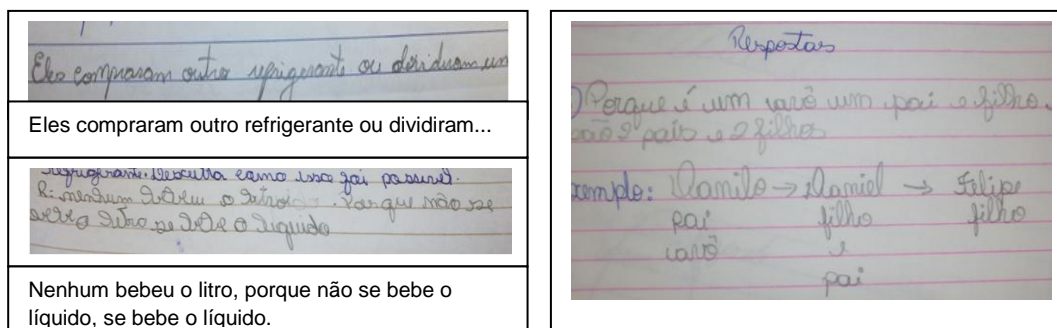 Eles compraram outro refrigerante ou dividiram um
Eles compraram outro refrigerante ou dividiram...
refrigerante. Descubra como isso foi possível.
R: nenhum bebeu o litro. Porque não se
bebe o litro se bebe o líquido
Nenhum bebeu o litro, porque não se bebe o
líquido, se bebe o líquido.
Respostas
) Porque é um avô um pai e filho.
são 2 pais e 2 filhos
exemplo: Danilo → Daniel → Felipe
pai filho filho
avô e
pai